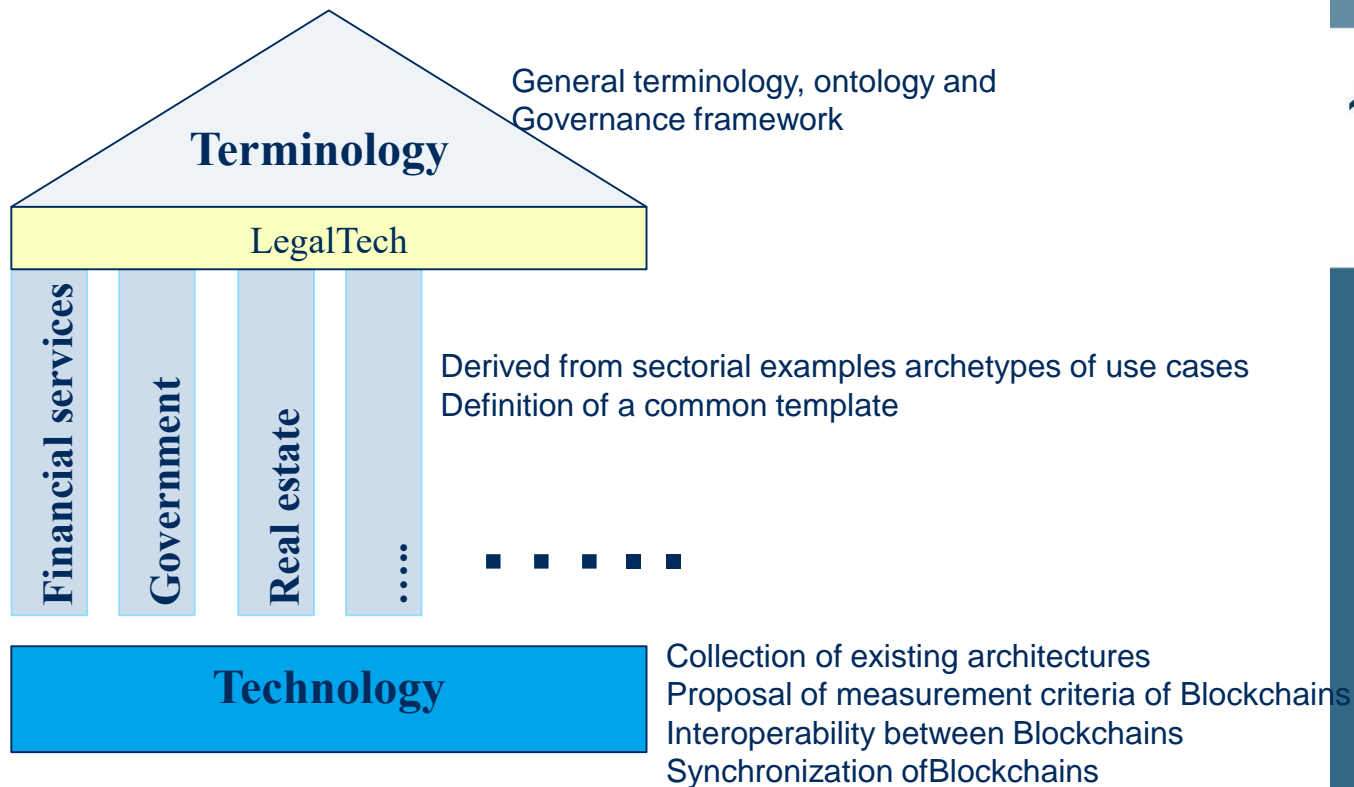 General terminology, ontology and
Governance framework
Terminology
LegalTech
Financial services
Government
Real estate
.....
Derived from sectorial examples archetypes of use cases
Definition of a common template
Technology
Collection of existing architectures
Proposal of measurement criteria of Blockchains
Interoperability between Blockchains
Synchronization ofBlockchains